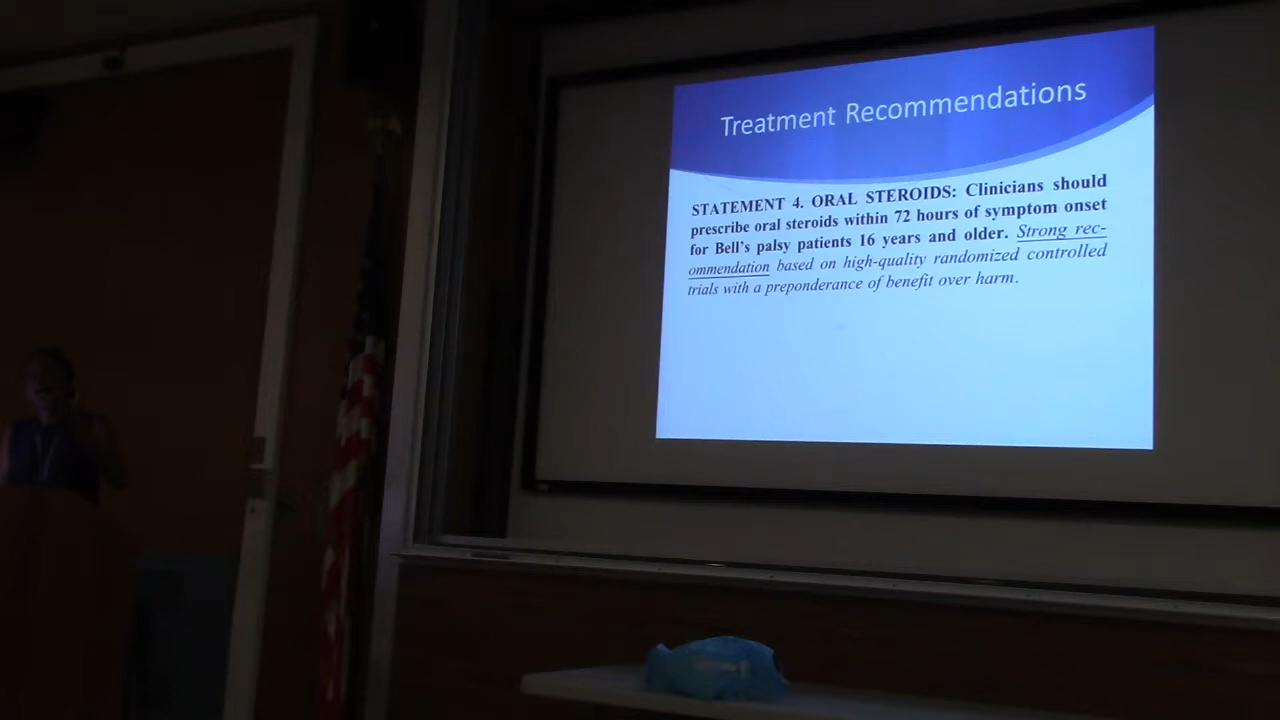 Treatment Recommendations
STATEMENT 4. ORAL STEROIDS: Clinicians should
prescribe oral steroids within 72 hours of symptom onset
for Bell's palsy patients 16 years and older. Strong rec-
ommendation based on high-quality randomized controlled
trials with a preponderance of benefit over harm.